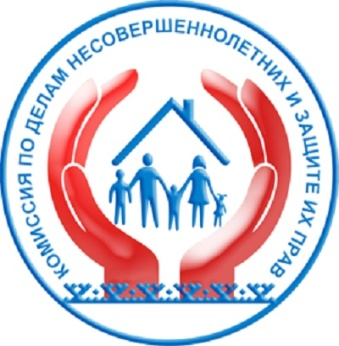 КОМИССИЯ ПО ДЕЛАМ НЕСОВЕРШЕННОЛЕТНИХ И ЗАЩИТЕ ИХ ПРАВ